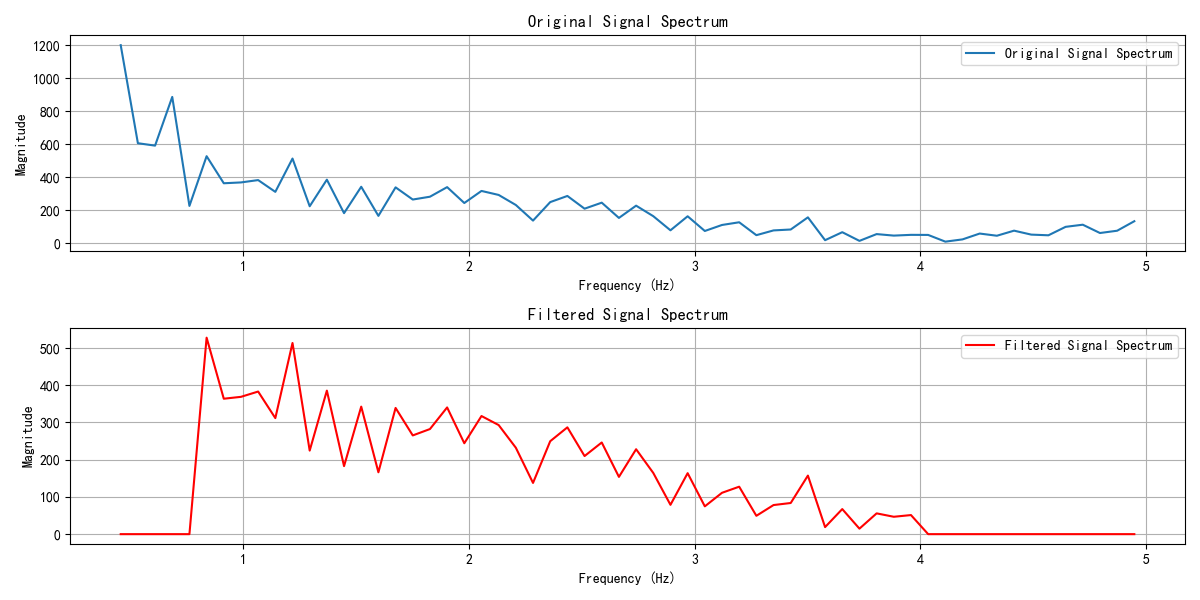 Original Signal Spectrum
1200
1000
800
600
400
200
0
Magnitude
Original Signal Spectrum
1 2 3 4 5
Frequency (Hz)
Filtered Signal Spectrum
500
400
300
200
100
0
Magnitude
Filtered Signal Spectrum
1 2 3 4 5
Frequency (Hz)